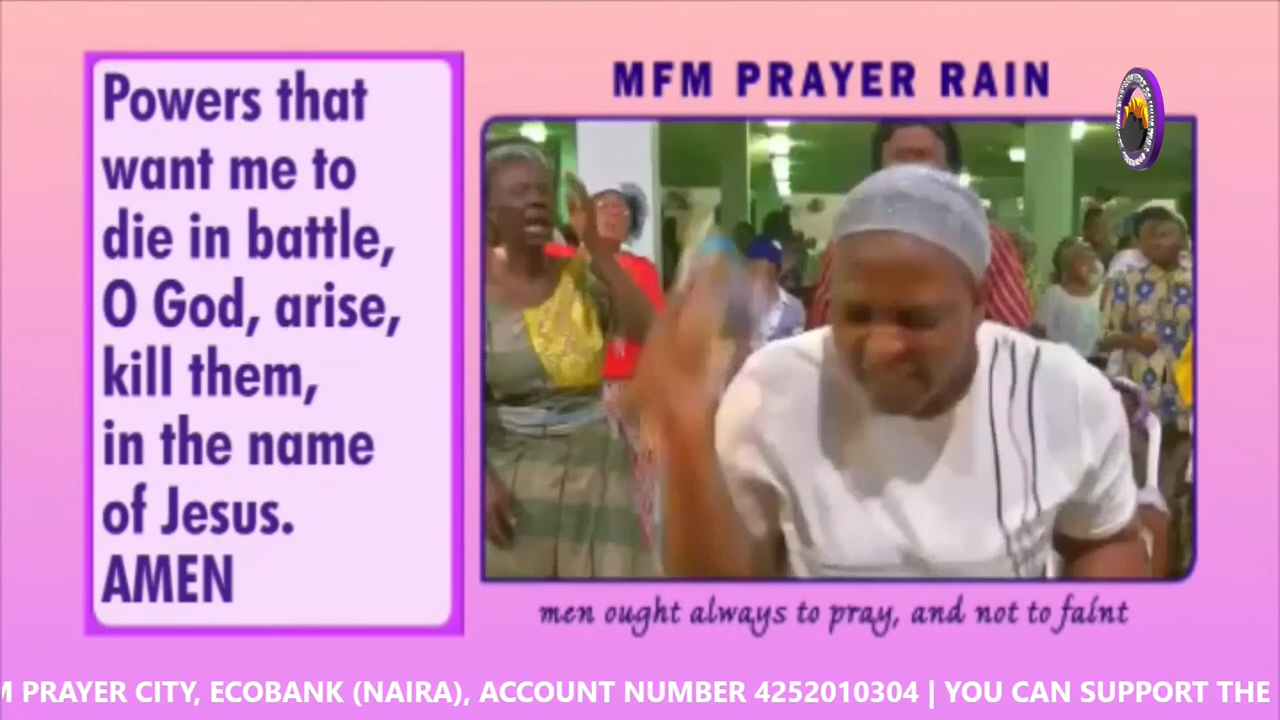 Powers that
want me to
die in battle,
O God, arise,
kill them,
in the name
of Jesus.
AMEN
MFM PRAYER RAIN
men ought always to pray, and not to faint
PRAYER CITY, ECOBANK (NAIRA), ACCOUNT NUMBER 4252010304 | YOU CAN SUPPORT THE